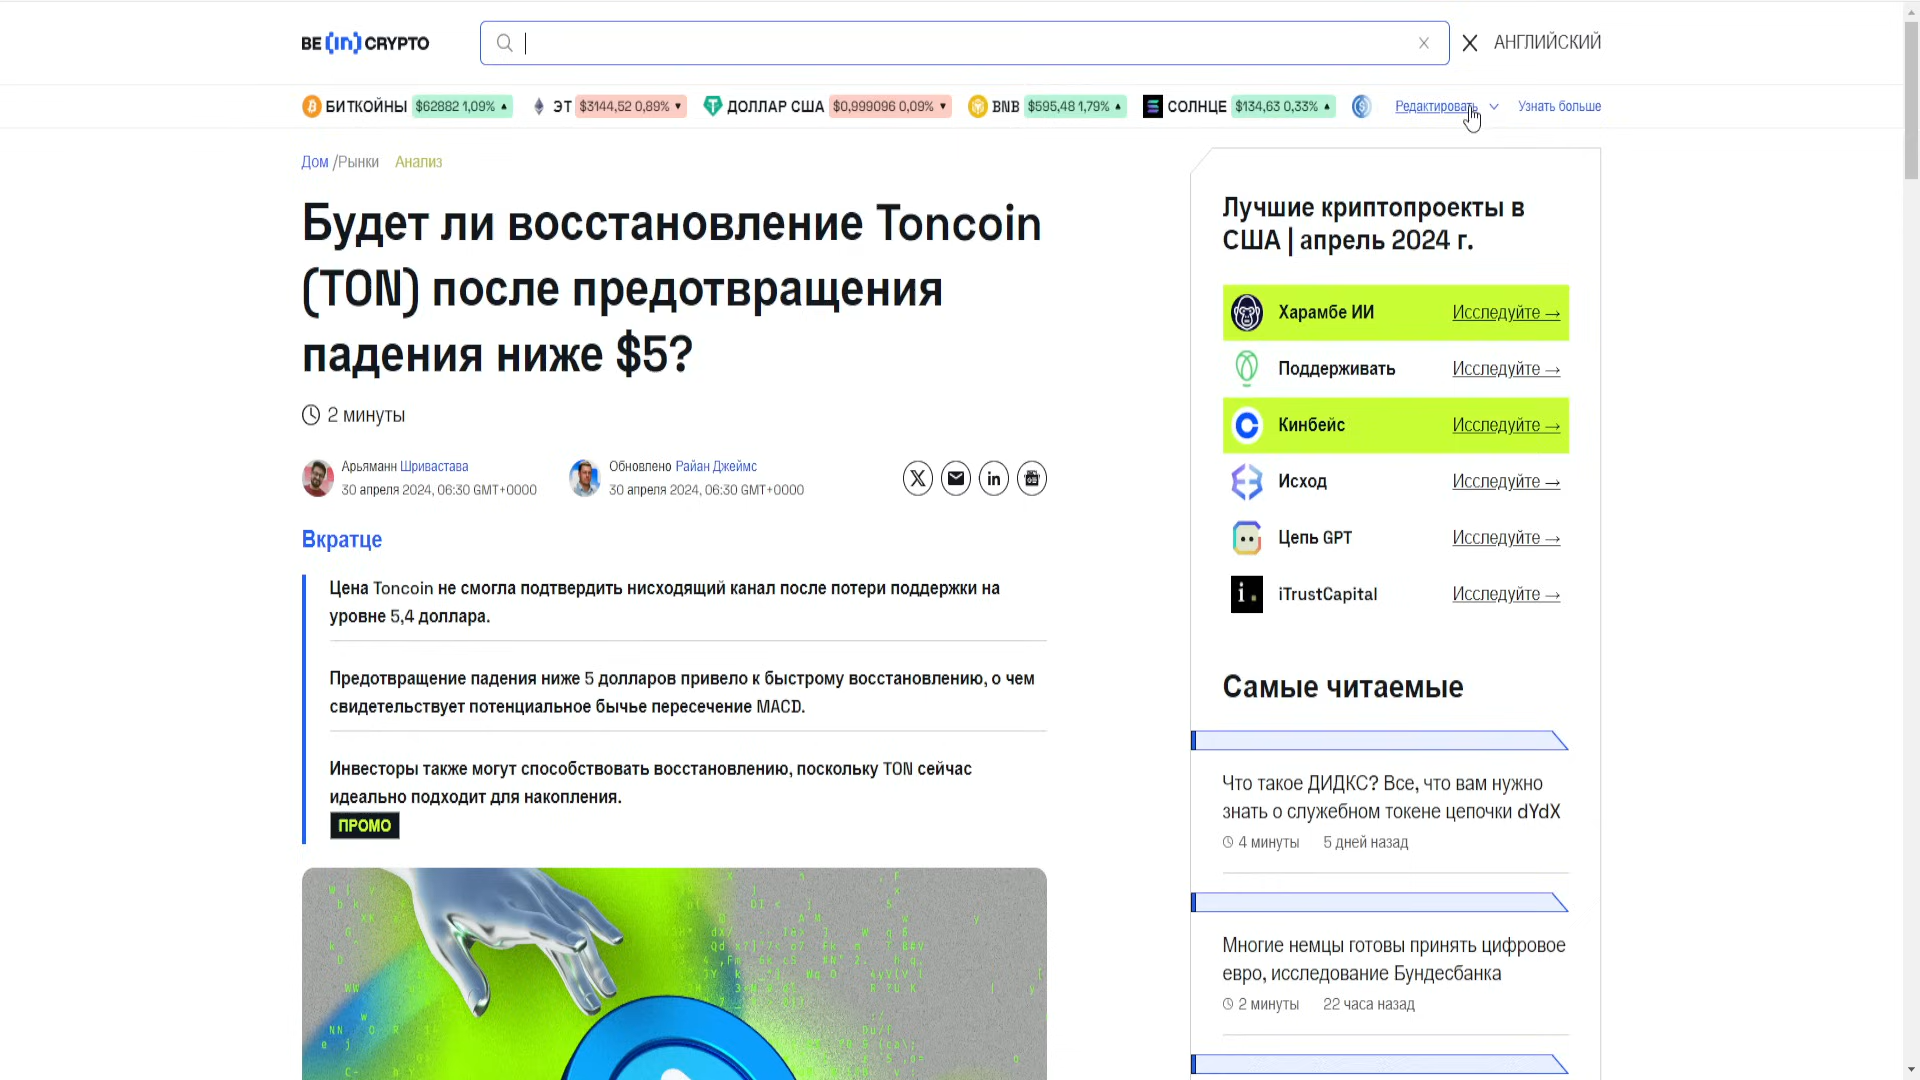 BE[IN]CRYPTO
АНГЛИЙСКИЙ
БИТКОЙНЫ $62882 1,09% ▲ ЭТ $3144,52 0,89% ▼ ДОЛЛАР США $0,999096 0,09% ▼ BNB $595,48 1,79% ▲ СОЛНЦЕ $134,63 0,33% ▲ Редактировать Узнать больше
Дом /Рынки Анализ
Будет ли восстановление Toncoin
(TON) после предотвращения
падения ниже $5?
2 минуты
Арьяманн Шривастава
30 апреля 2024, 06:30 GMT+0000
Обновлено Райан Джеймс
30 апреля 2024, 06:30 GMT+0000
Вкратце
Цена Toncoin не смогла подтвердить нисходящий канал после потери поддержки на
уровне 5,4 доллара.
Предотвращение падения ниже 5 долларов привело к быстрому восстановлению, о чем
свидетельствует потенциальное бычье пересечение MACD.
Инвесторы также могут способствовать восстановлению, поскольку TON сейчас
идеально подходит для накопления.
ПРОМО
Лучшие криптопроекты в
США | апрель 2024 г.
Харамбе ИИ Исследуйте →
Поддерживать Исследуйте →
Кинбейс Исследуйте →
Исход Исследуйте →
Цепь GPT Исследуйте →
iTrustCapital Исследуйте →
Самые читаемые
Что такое ДИДКС? Все, что вам нужно
знать о служебном токене цепочки dYdX
4 минуты 5 дней назад
Многие немцы готовы принять цифровое
евро, исследование Бундесбанка
2 минуты 22 часа назад